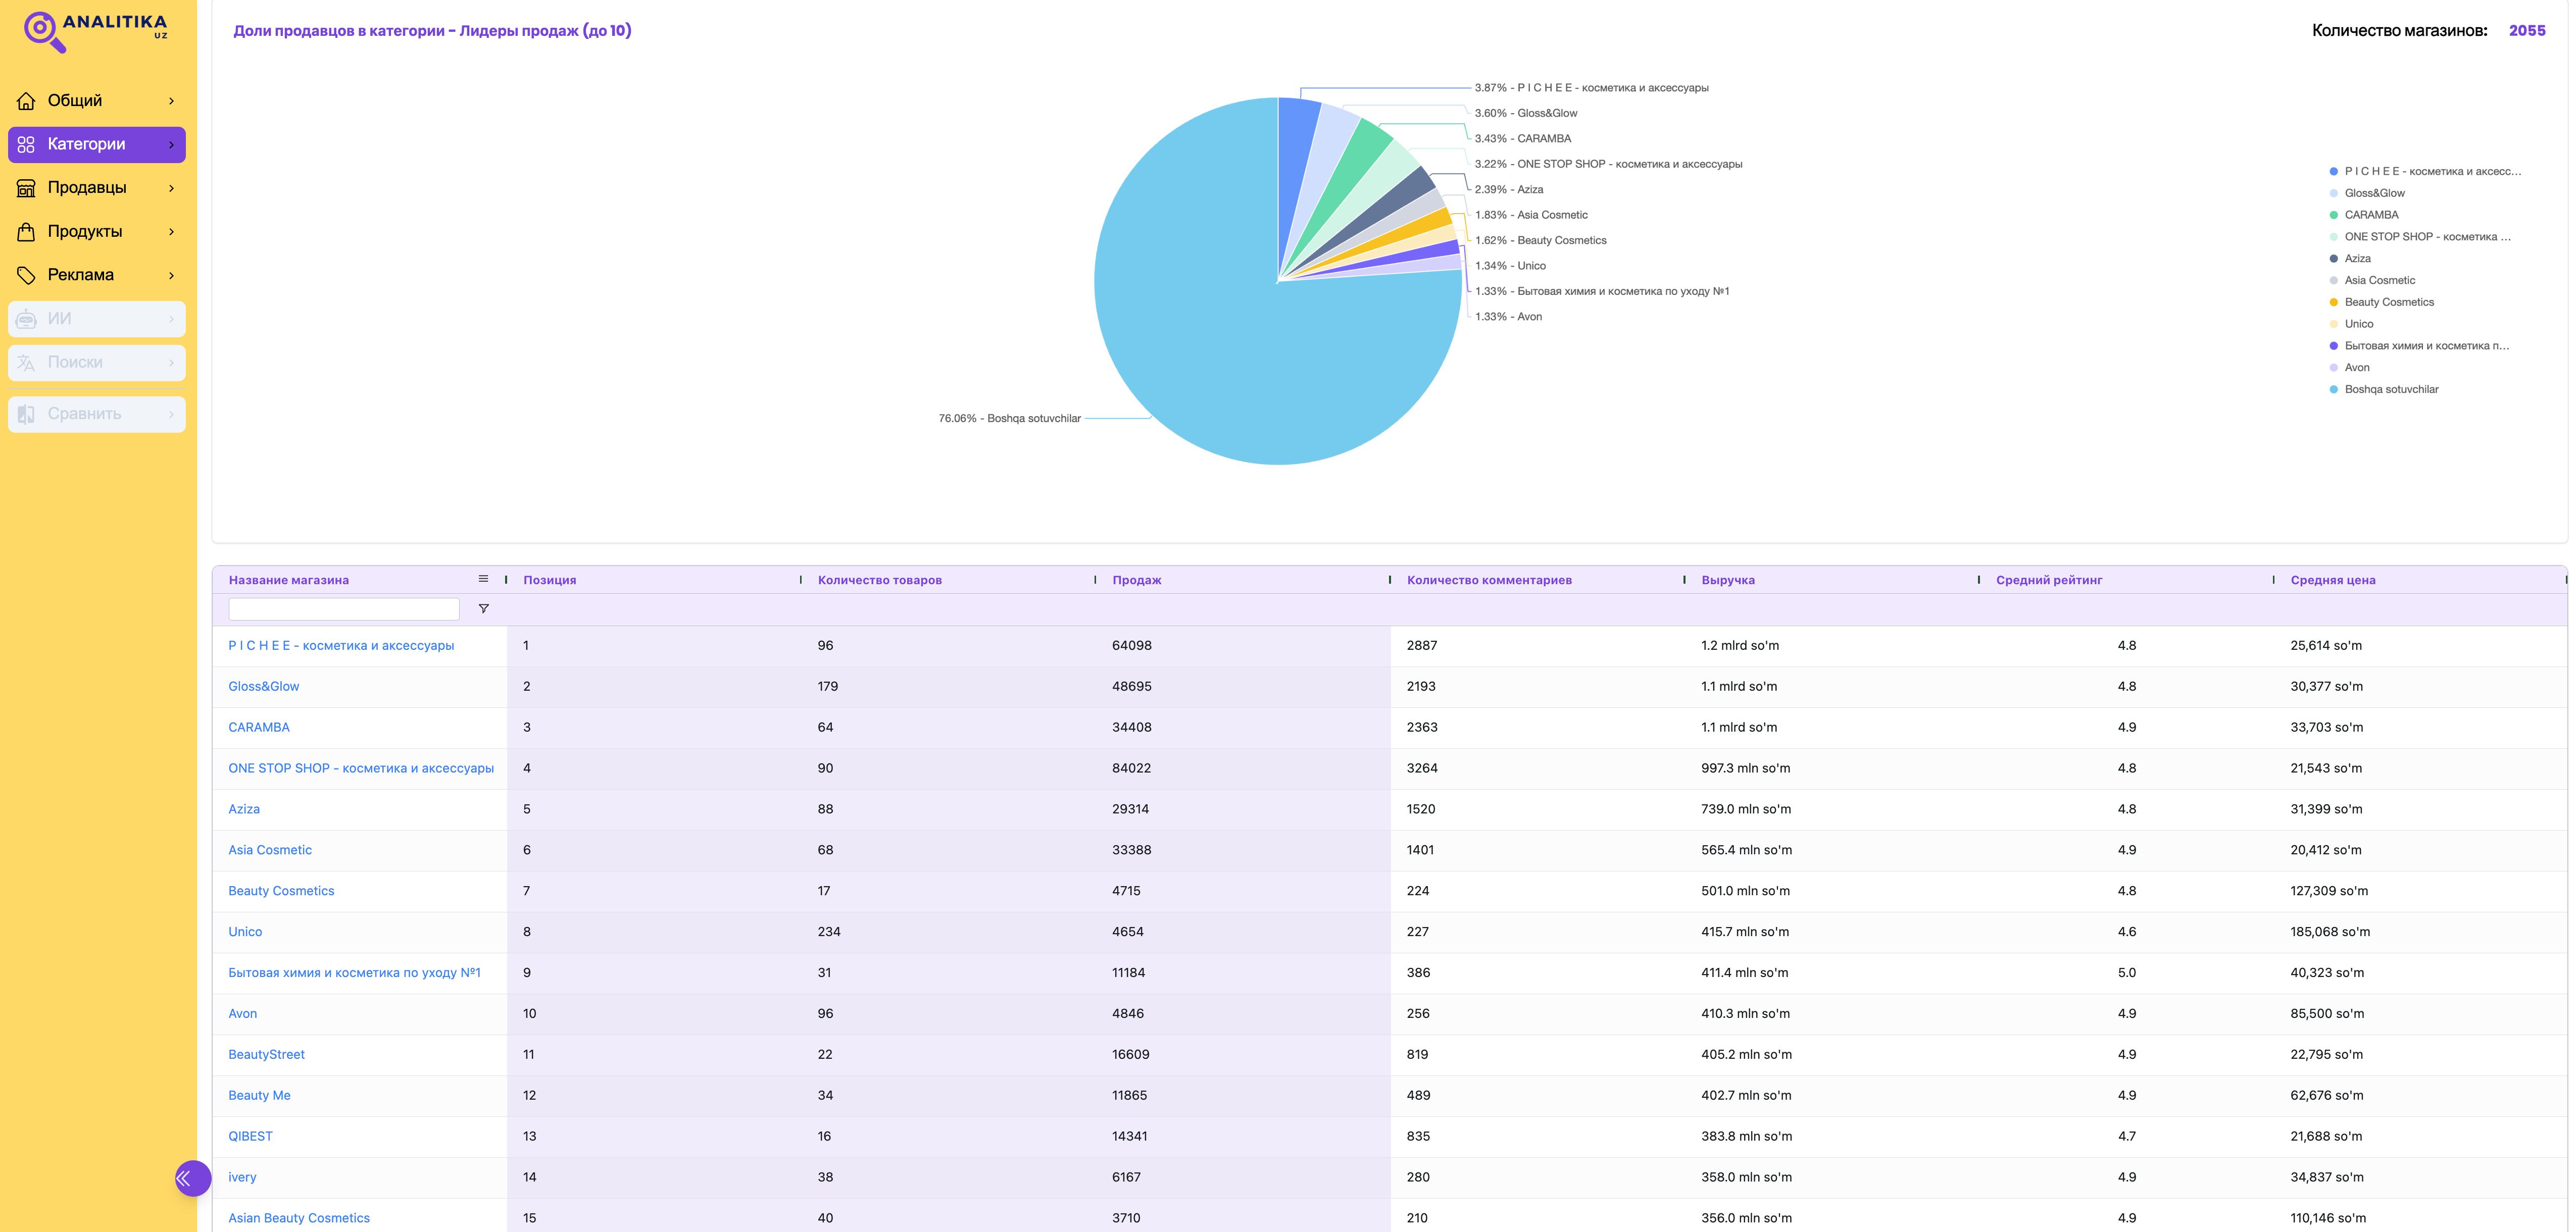 ANALITIKA
UZ
Общий
Категории
Продавцы
Продукты
Реклама
ИИ
Поиски
Сравнить
Доли продавцов в категории - Лидеры продаж (до 10)
Количество магазинов: 2055
3.87% - P I C H E E - косметика и аксессуары
3.60% - Gloss&Glow
3.43% - CARAMBA
3.22% - ONE STOP SHOP - косметика и аксессуары
2.39% - Aziza
1.83% - Asia Cosmetic
1.62% - Beauty Cosmetics
1.34% - Unico
1.33% - Бытовая химия и косметика по уходу №1
1.33% - Avon
76.06% - Boshqa sotuvchilar
P I C H E E - косметика и аксесс...
Gloss&Glow
CARAMBA
ONE STOP SHOP - косметика ...
Aziza
Asia Cosmetic
Beauty Cosmetics
Unico
Бытовая химия и косметика п...
Avon
Boshqa sotuvchilar
Название магазина Позиция Количество товаров Продаж Количество комментариев Выручка Средний рейтинг Средняя цена
P I C H E E - косметика и аксессуары 1 96 64098 2887 1.2 mlrd so'm 4.8 25,614 so'm
Gloss&Glow 2 179 48695 2193 1.1 mlrd so'm 4.8 30,377 so'm
CARAMBA 3 64 34408 2363 1.1 mlrd so'm 4.9 33,703 so'm
ONE STOP SHOP - косметика и аксессуары 4 90 84022 3264 997.3 mln so'm 4.8 21,543 so'm
Aziza 5 88 29314 1520 739.0 mln so'm 4.8 31,399 so'm
Asia Cosmetic 6 68 33388 1401 565.4 mln so'm 4.9 20,412 so'm
Beauty Cosmetics 7 17 4715 224 501.0 mln so'm 4.8 127,309 so'm
Unico 8 234 4654 227 415.7 mln so'm 4.6 185,068 so'm
Бытовая химия и косметика по уходу №1 9 31 11184 386 411.4 mln so'm 5.0 40,323 so'm
Avon 10 96 4846 256 410.3 mln so'm 4.9 85,500 so'm
BeautyStreet 11 22 16609 819 405.2 mln so'm 4.9 22,795 so'm
Beauty Me 12 34 11865 489 402.7 mln so'm 4.9 62,676 so'm
QIBEST 13 16 14341 835 383.8 mln so'm 4.7 21,688 so'm
ivery 14 38 6167 280 358.0 mln so'm 4.9 34,837 so'm
Asian Beauty Cosmetics 15 40 3710 210 356.0 mln so'm 4.9 110,146 so'm